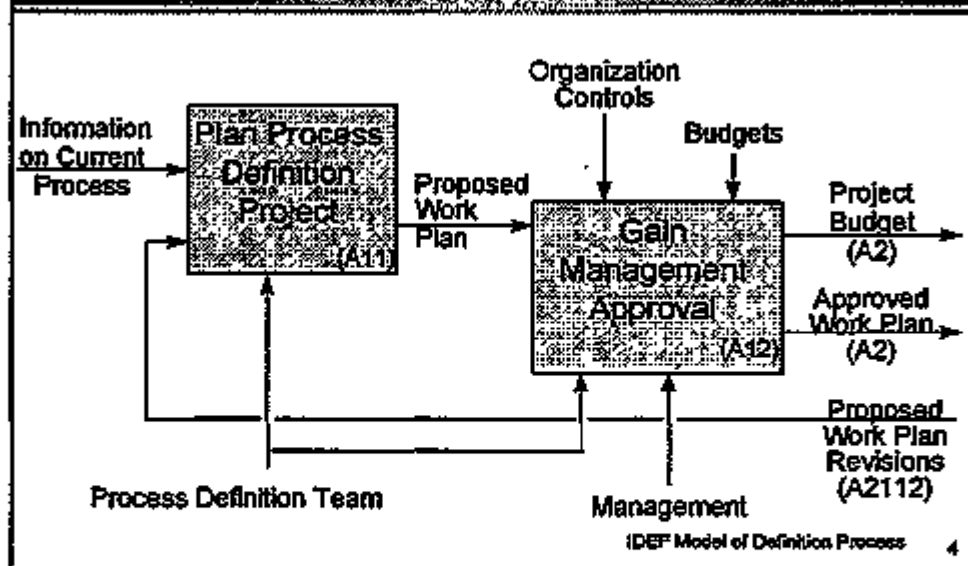 Organization
Controls
Budgets
Information
on Current
Process
Plan Process
Definition
Project
(A11)
Proposed
Work
Plan
Gain
Management
Approval
(A12)
Project
Budget
(A2)
Approved
Work Plan
(A2)
Proposed
Work Plan
Revisions
(A2112)
Process Definition Team
Management
IDEF Model of Definition Process 4